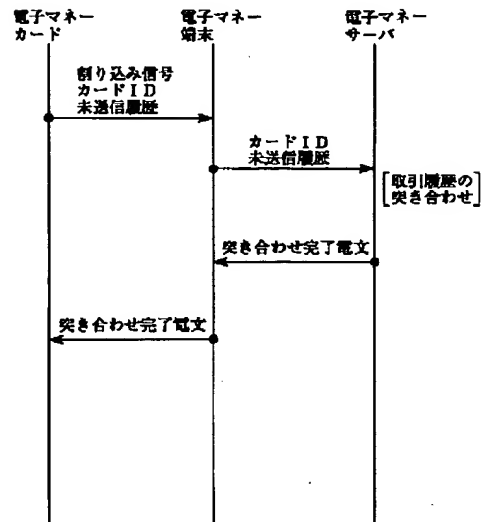 電子マネー
カード
電子マネー
端末
電子マネー
サーバ
割り込み信号
カードＩＤ
未送信履歴
カードＩＤ
未送信履歴
取引履歴の
突き合わせ
突き合わせ完了電文
突き合わせ完了電文